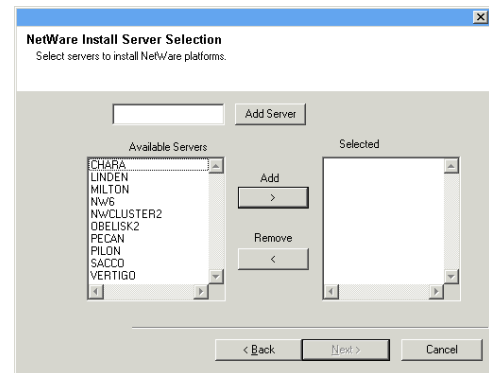 NetWare Install Server Selection
Select servers to install NetWare platforms.
Add Server
Available Servers
Selected
CHARA
LINDEN
MILTON
NW6
NWCLUSTER2
OBELISK2
PECAN
PILON
SACCO
VERTIGO
Add
>
Remove
<
< Back
Next >
Cancel